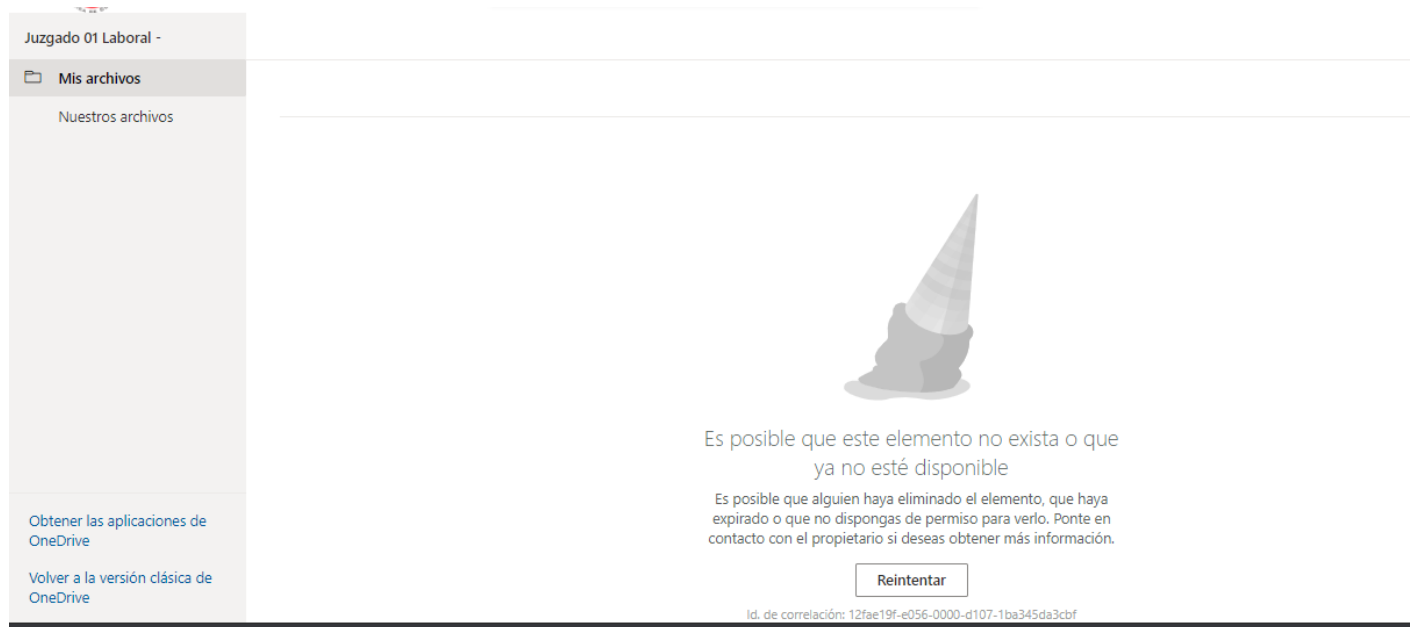 Juzgado 01 Laboral -
Mis archivos
Nuestros archivos
Es posible que este elemento no exista o que
ya no esté disponible
Es posible que alguien haya eliminado el elemento, que haya
expirado o que no dispongas de permiso para verlo. Ponte en
contacto con el propietario si deseas obtener más información.
Reintentar
Id. de correlación: 12fae19f-e056-0000-d107-1ba345da3cbf
Obtener las aplicaciones de
OneDrive
Volver a la versión clásica de
OneDrive